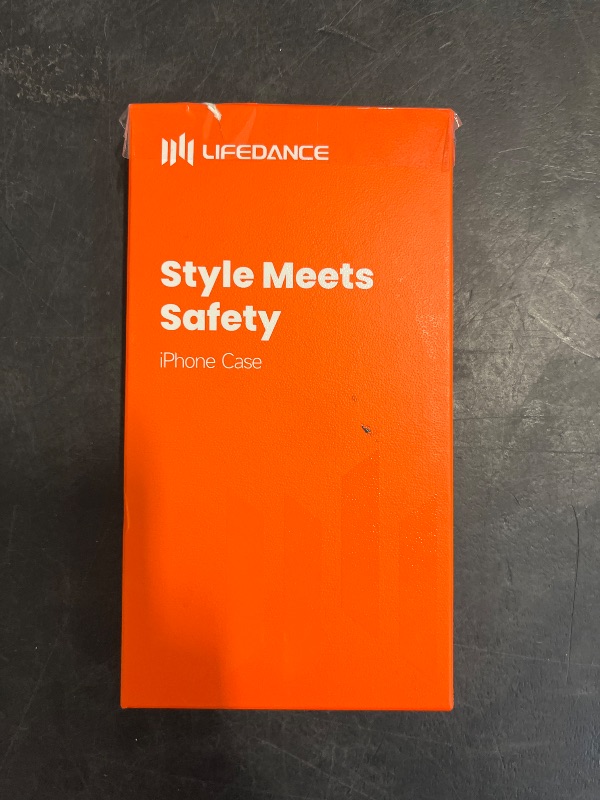 LIFEDANCE
Style Meets
Safety
iPhone Case